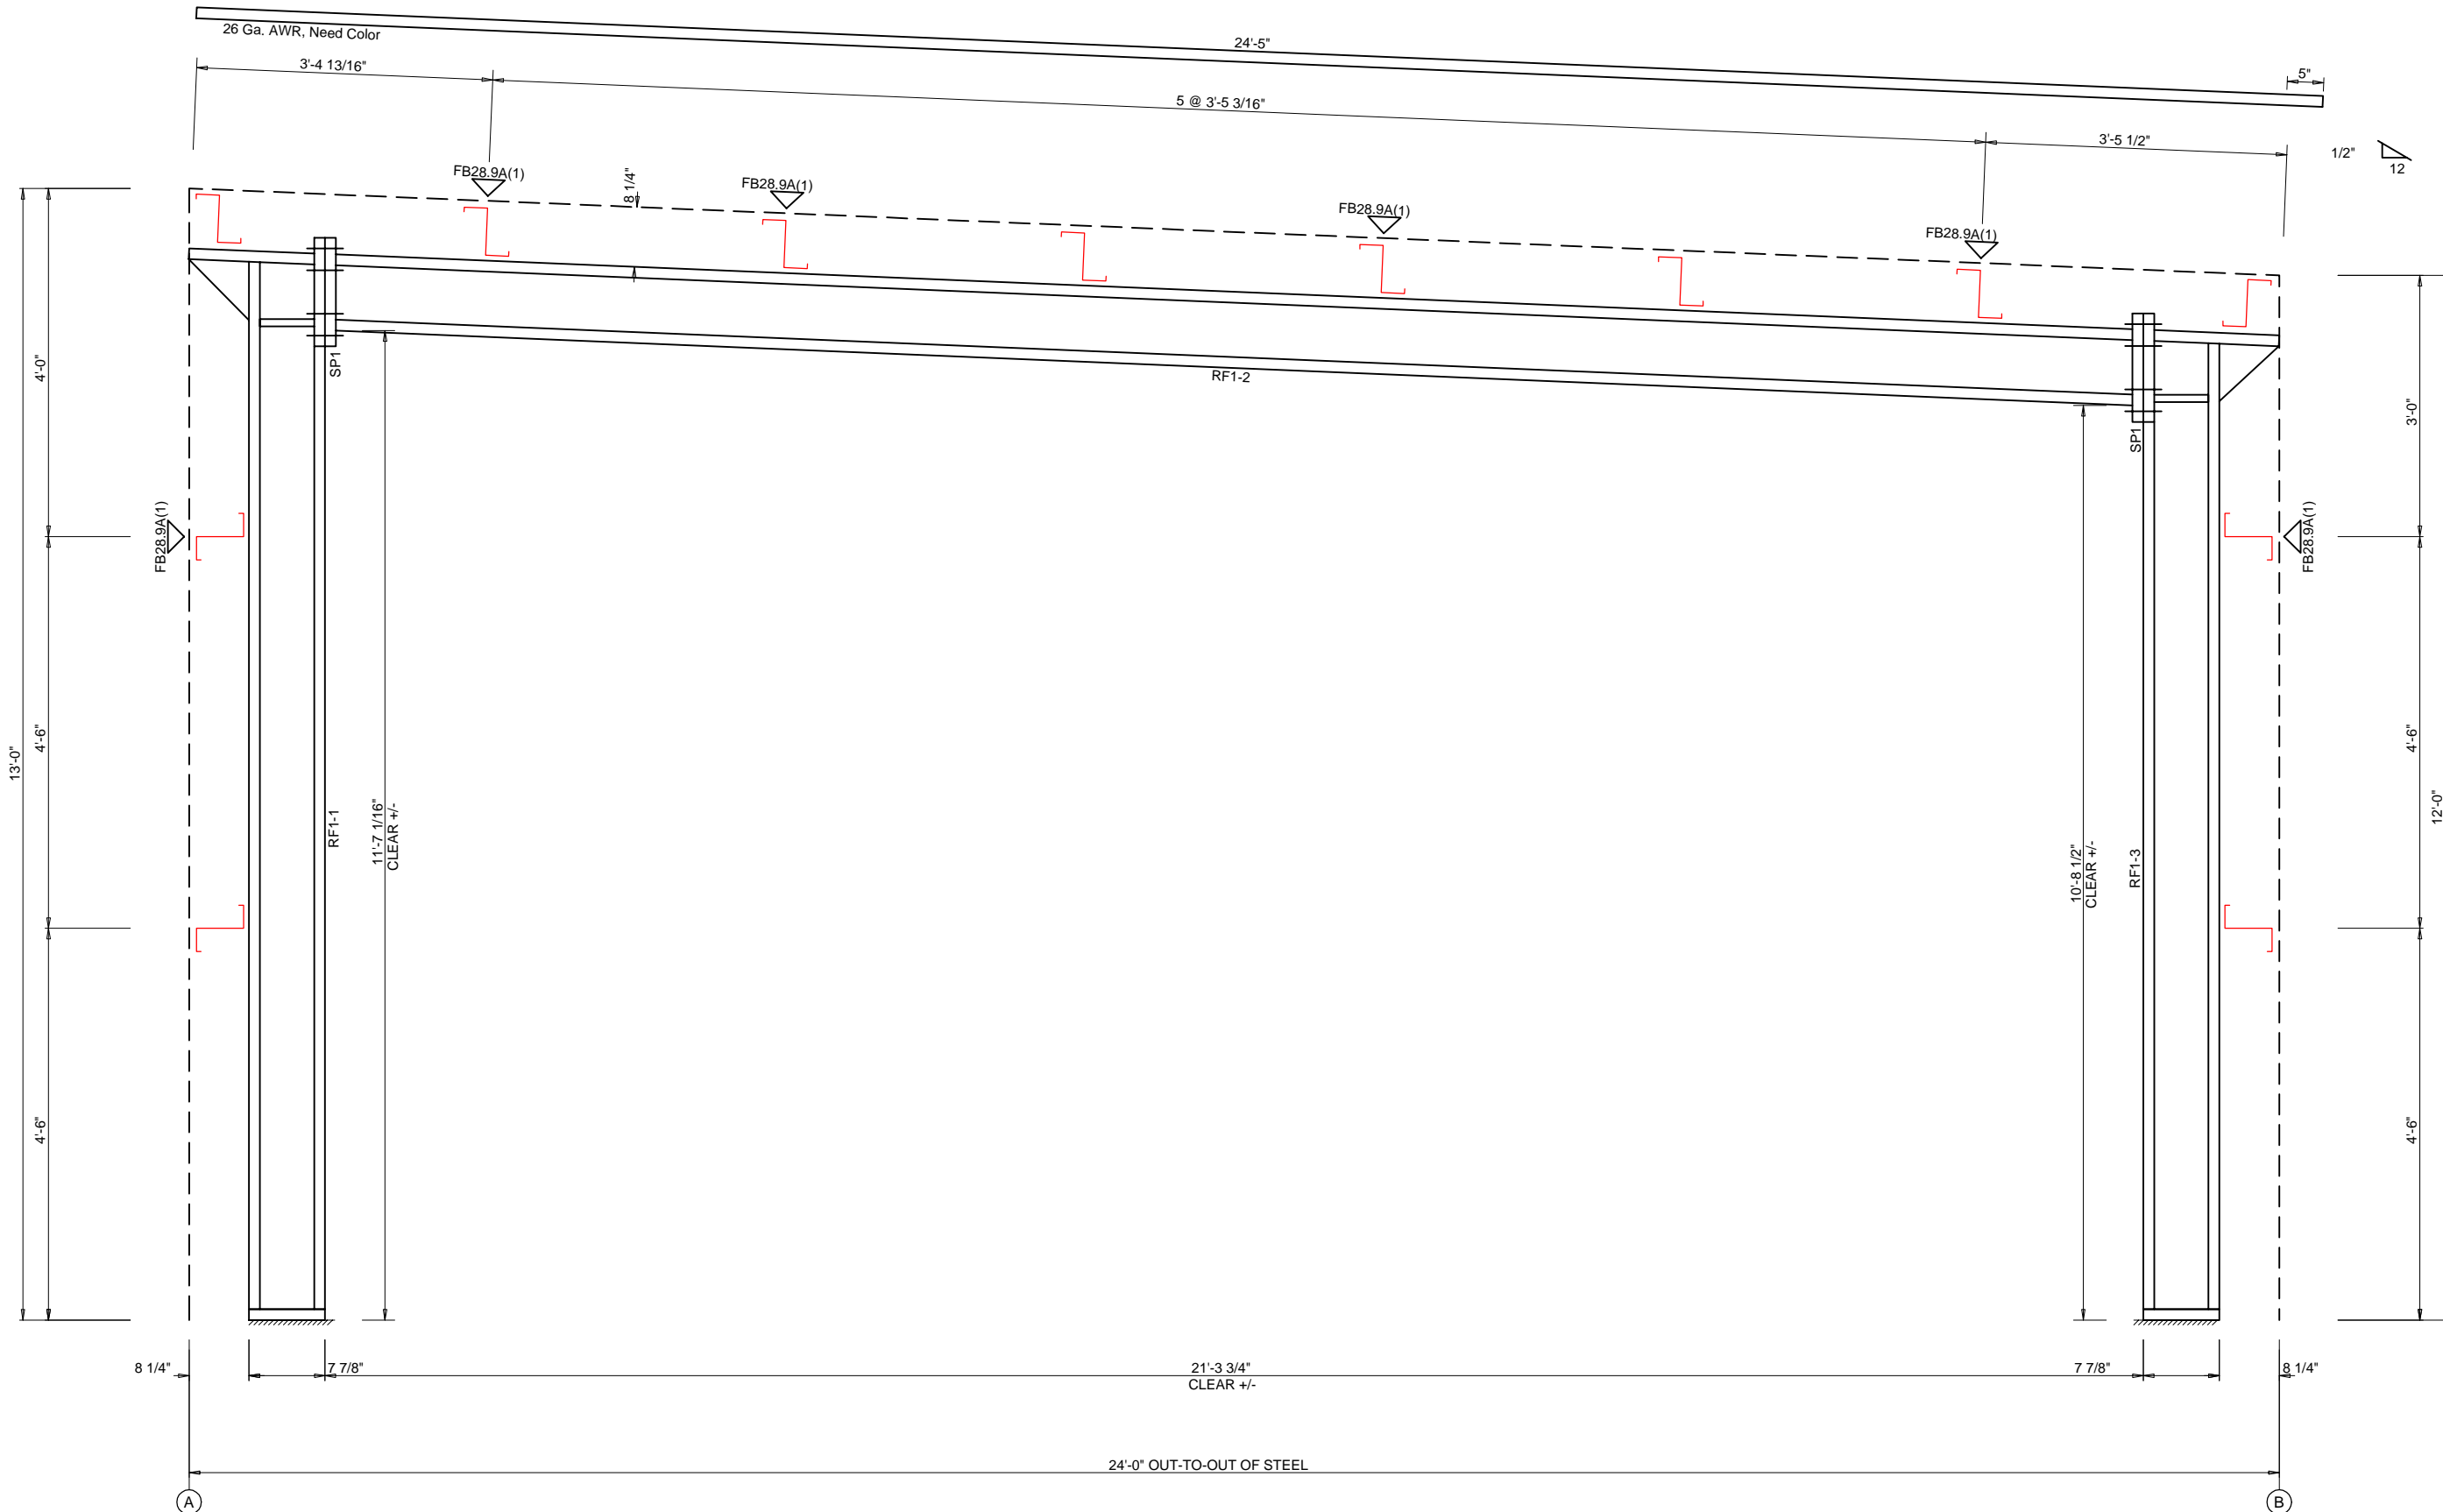 26 Ga. AWR, Need Color
24'-5"
5"
3'-4 13/16"
5 @ 3'-5 3/16"
3'-5 1/2"
1/2"
12
FB28.9A(1)
FB28.9A(1)
FB28.9A(1)
FB28.9A(1)
8 1/4"
SP1
RF1-2
SP1
4'-0"
3'-0"
FB28.9A(1)
FB28.9A(1)
13'-0"
4'-6"
4'-6"
12'-0"
RF1-1
11'-7 1/16"
CLEAR +/-
10'-8 1/2"
CLEAR +/-
RF1-3
4'-6"
4'-6"
8 1/4"
7 7/8"
21'-3 3/4"
CLEAR +/-
7 7/8"
8 1/4"
24'-0" OUT-TO-OUT OF STEEL
A
B